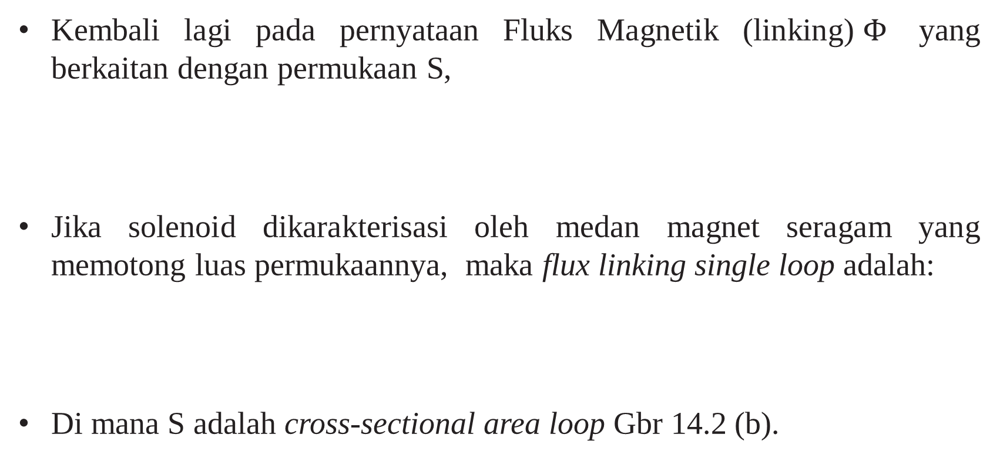 • Kembali lagi pada pernyataan Fluks Magnetik (linking) Φ yang
berkaitan dengan permukaan S,
• Jika solenoid dikarakterisasi oleh medan magnet seragam yang
memotong luas permukaannya, maka flux linking single loop adalah:
• Di mana S adalah cross-sectional area loop Gbr 14.2 (b).